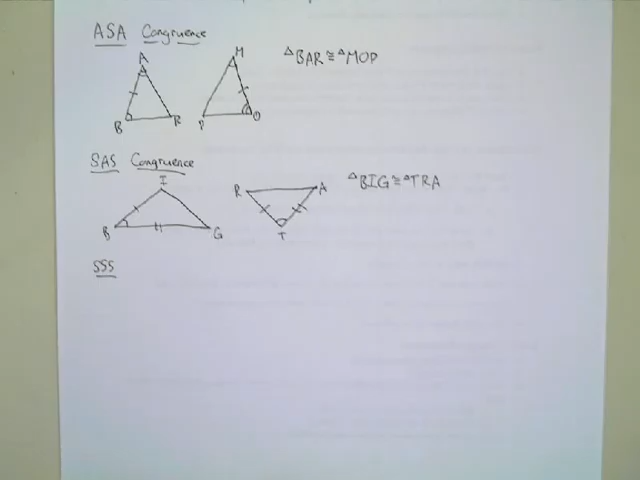 ASA Congruence
A
B
R
M
P
O
△BAR ≅ △MOP
SAS Congruence
I
B
G
R
A
T
△BIG ≅ △TRA
SSS